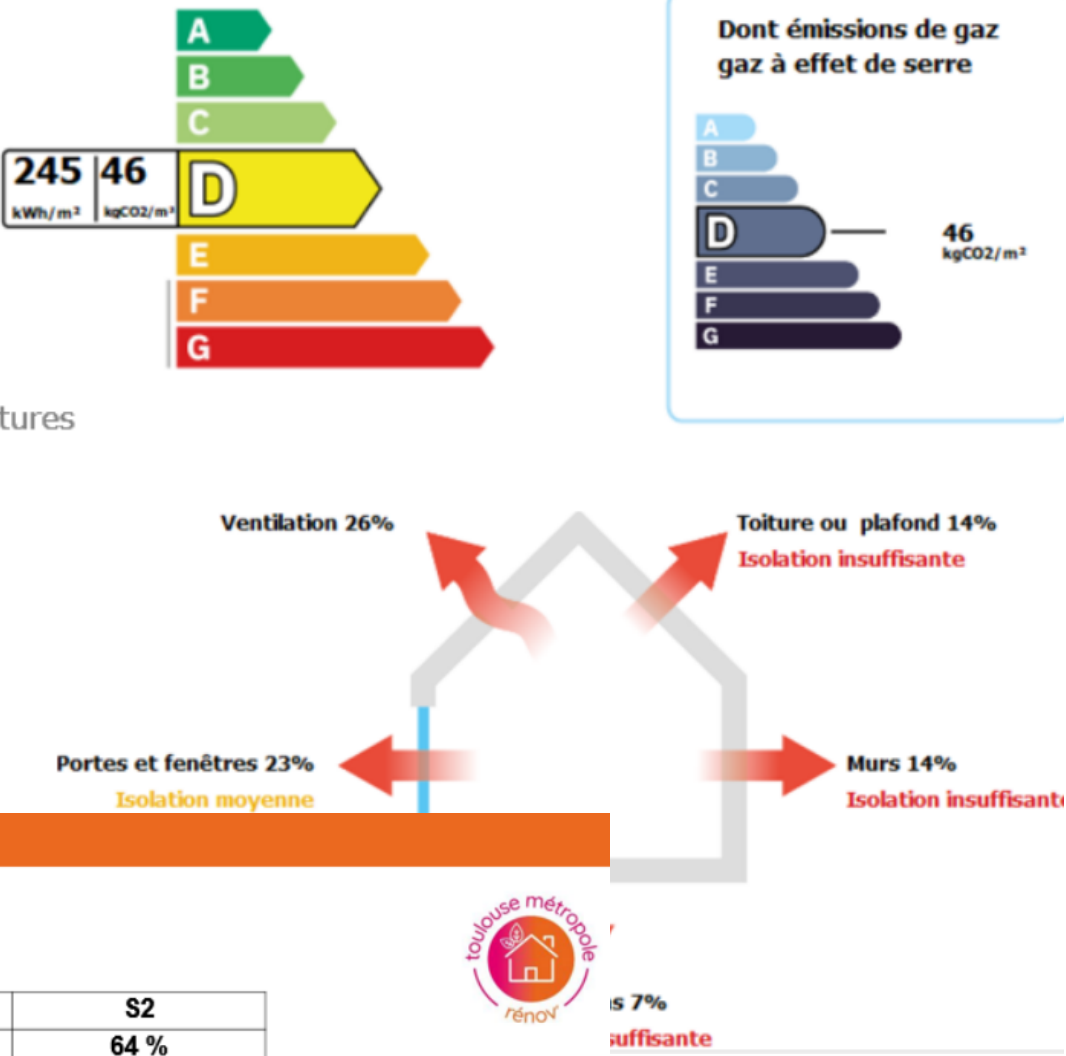 A
B
C
245 46 D
kWh/m² kgCO2/m²
E
F
G
Dont émissions de gaz
gaz à effet de serre
A
B
C
D
46
kgCO2/m²
E
F
G
tures
Ventilation 26%
Toiture ou plafond 14%
Isolation insuffisante
Portes et fenêtres 23%
Isolation moyenne
Murs 14%
Isolation insuffisante
toulouse métropole
rénov'
s 7%
suffisante
S2
64 %